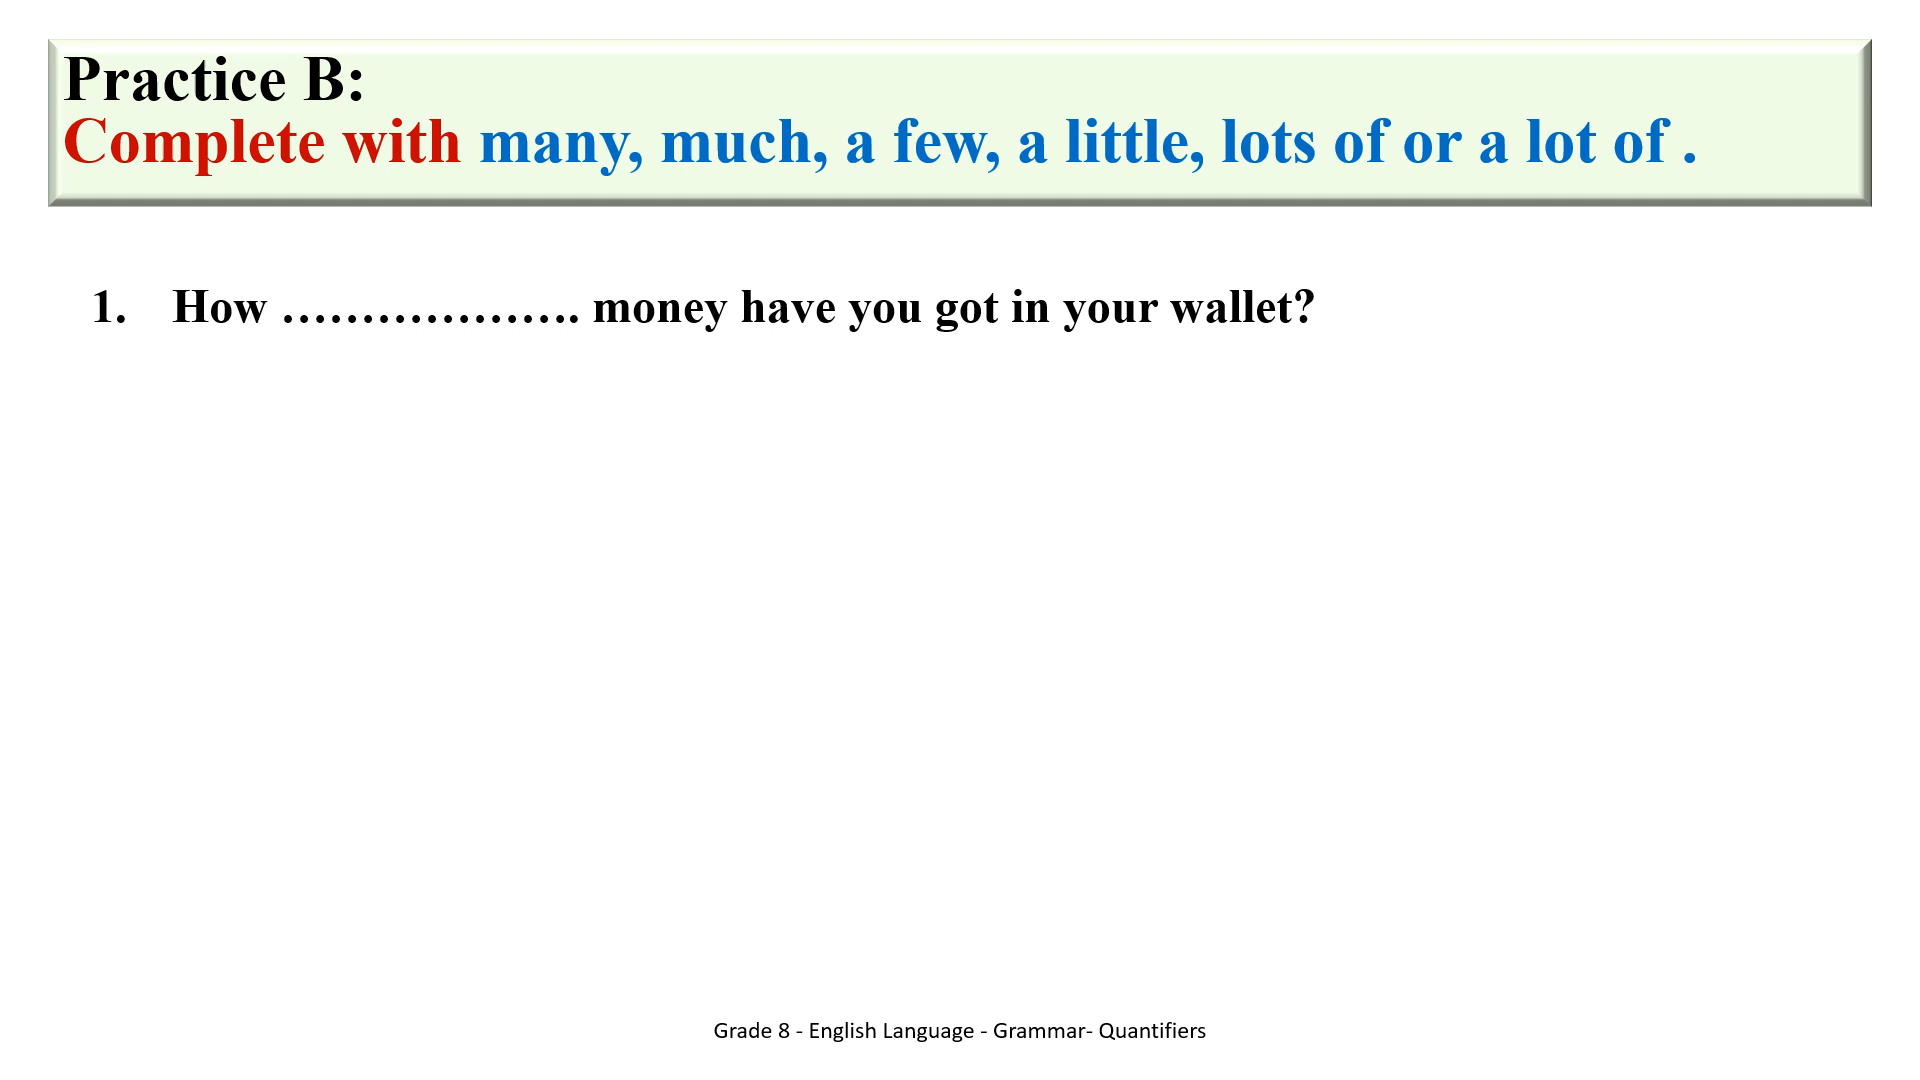 Practice B:
Complete with many, much, a few, a little, lots of or a lot of .
1. How ………………. money have you got in your wallet?
Grade 8 - English Language - Grammar- Quantifiers